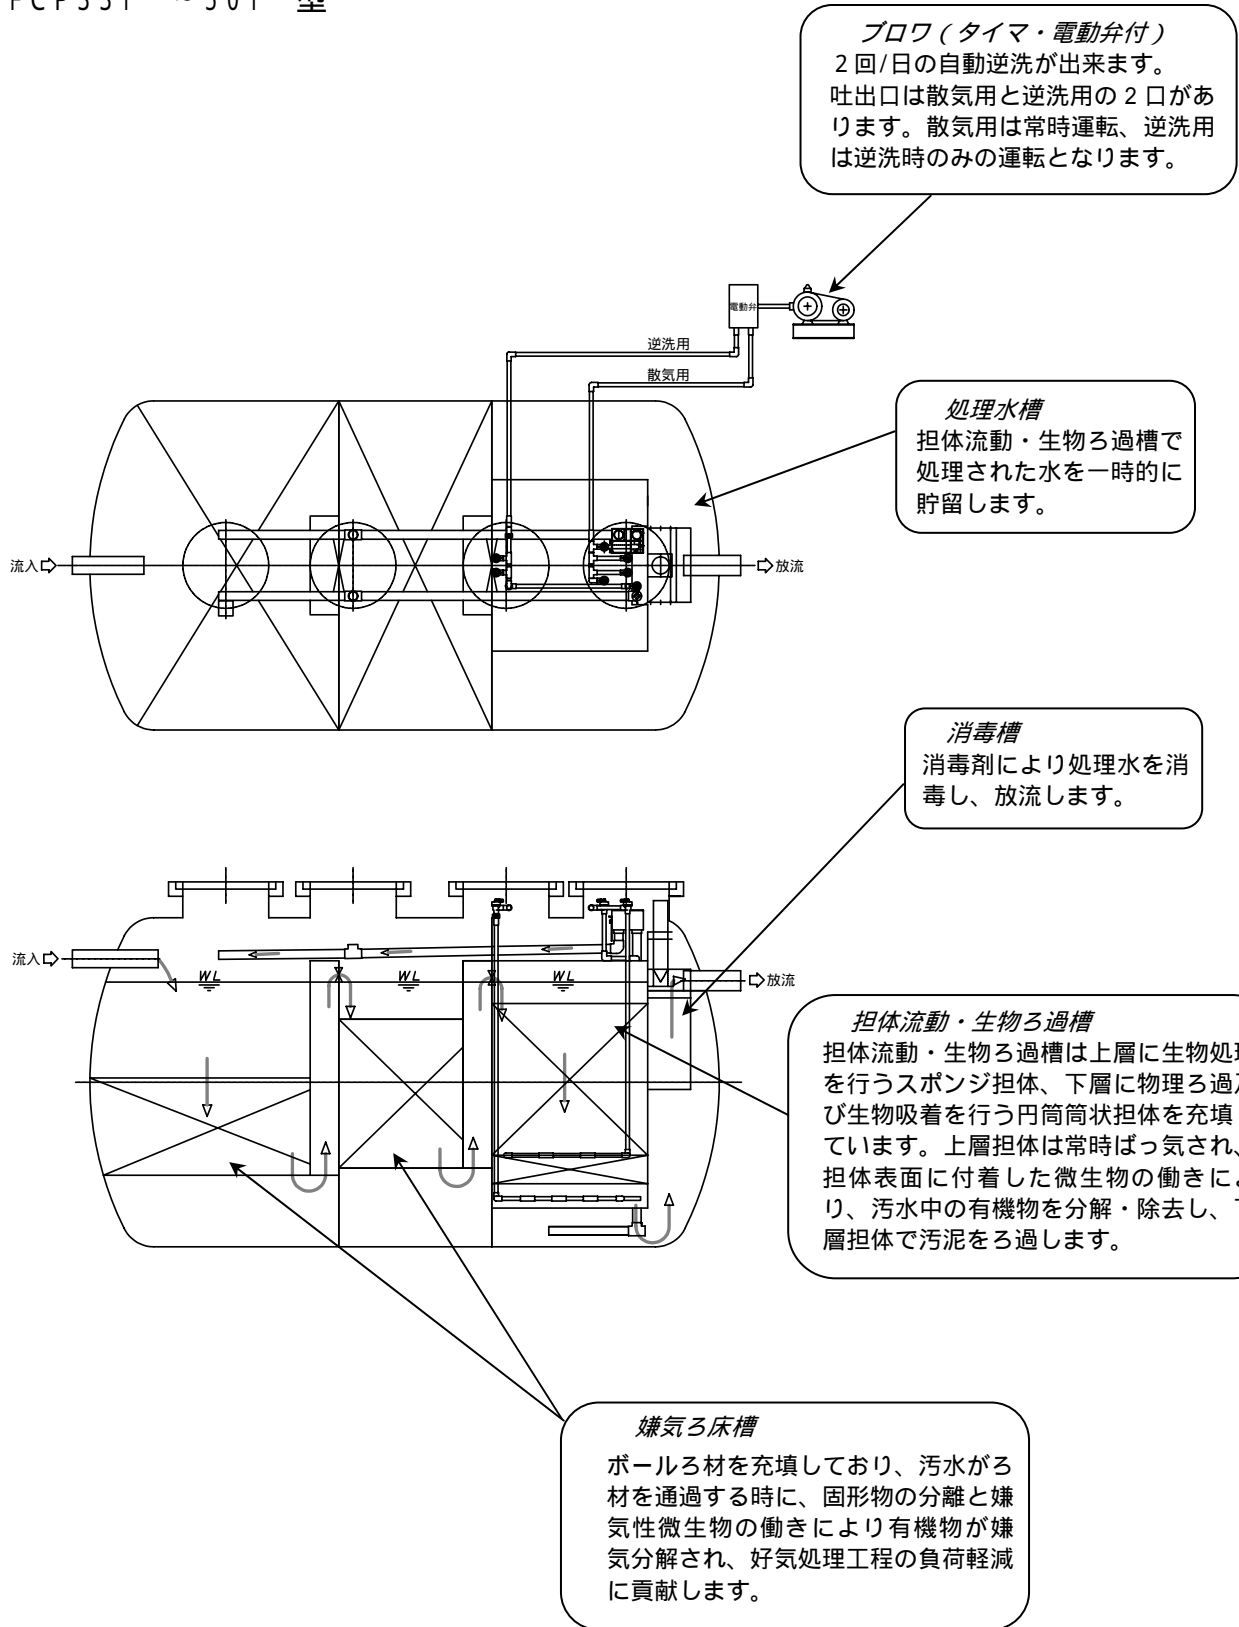 ブロワ（タイマ・電動弁付）
2回/日の自動逆洗が出来ます。
吐出口は散気用と逆洗用の2口があ
ります。散気用は常時運転、逆洗用
は逆洗時のみの運転となります。
電動弁
逆洗用
散気用
処理水槽
担体流動・生物ろ過槽で
処理された水を一時的に
貯留します。
流入
放流
消毒槽
消毒剤により処理水を消
毒し、放流します。
流入
WL
WL
WL
放流
担体流動・生物ろ過槽
担体流動・生物ろ過槽は上層に生物処理
を行うスポンジ担体、下層に物理ろ過及
び生物吸着を行う円筒筒状担体を充填
ています。上層担体は常時ばっ気され、
担体表面に付着した微生物の働きによ
り、汚水中の有機物を分解・除去し、下
層担体で汚泥をろ過します。
嫌気ろ床槽
ボールろ材を充填しており、汚水がろ
材を通過する時に、固形物の分離と嫌
気性微生物の働きにより有機物が嫌
気分解され、好気処理工程の負荷軽減
に貢献します。